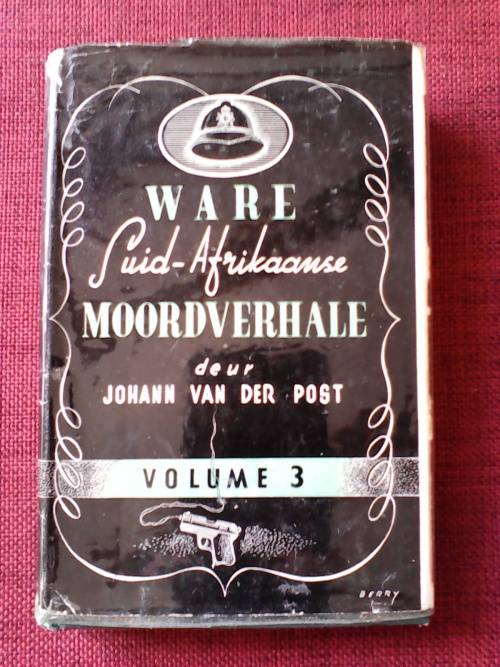 WARE
Suid-Afrikaanse
MOORDVERHALE
deur
JOHANN VAN DER POST
VOLUME 3
BERRY